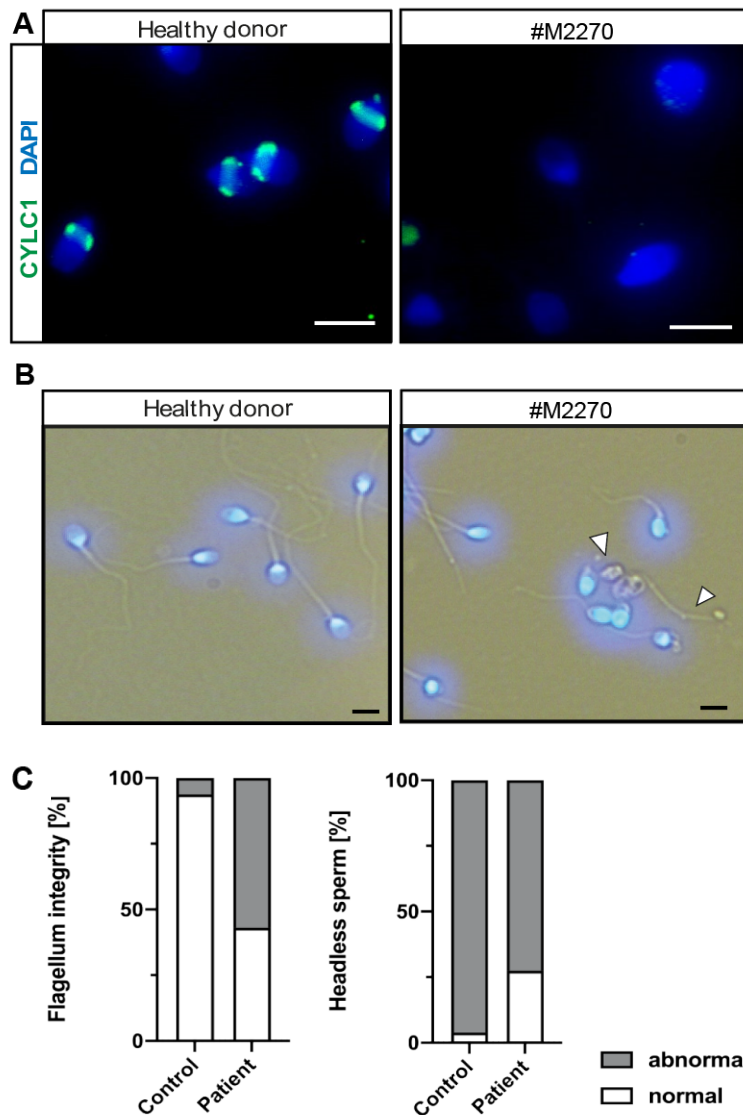 A
Healthy donor
#M2270
CYLC1 DAPI
B
Healthy donor
#M2270
C
Flagellum integrity [%]
100
50
0
Control
Patient
Headless sperm [%]
100
50
0
Control
Patient
abnorma
normal